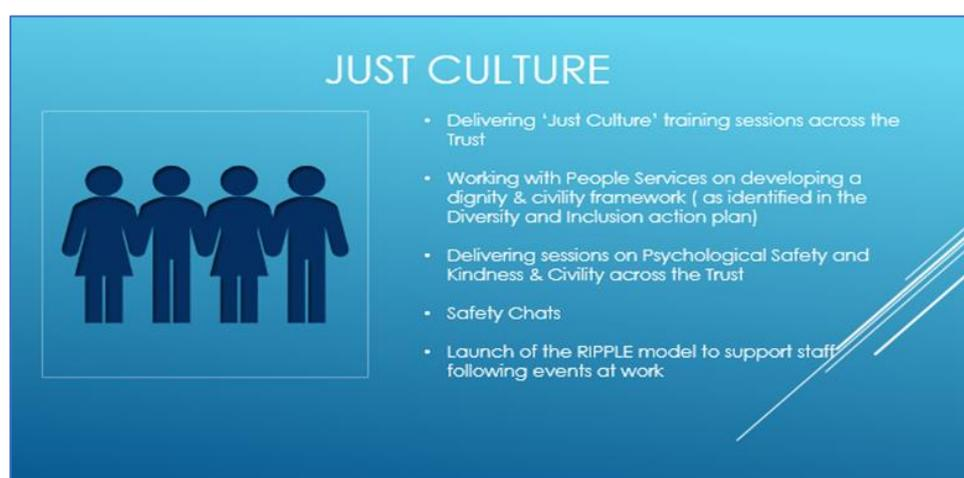 JUST CULTURE
• Delivering ‘Just Culture’ training sessions across the
Trust
• Working with People Services on developing a
dignity & civility framework ( as identified in the
Diversity and Inclusion action plan)
• Delivering sessions on Psychological Safety and
Kindness & Civility across the Trust
• Safety Chats
• Launch of the RIPPLE model to support staff
following events at work